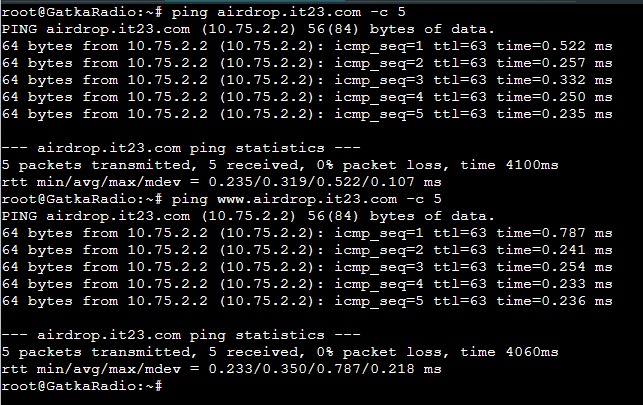 root@GatkaRadio:~# ping airdrop.it23.com -c 5
PING airdrop.it23.com (10.75.2.2) 56(84) bytes of data.
64 bytes from 10.75.2.2 (10.75.2.2): icmp_seq=1 ttl=63 time=0.522 ms
64 bytes from 10.75.2.2 (10.75.2.2): icmp_seq=2 ttl=63 time=0.257 ms
64 bytes from 10.75.2.2 (10.75.2.2): icmp_seq=3 ttl=63 time=0.332 ms
64 bytes from 10.75.2.2 (10.75.2.2): icmp_seq=4 ttl=63 time=0.250 ms
64 bytes from 10.75.2.2 (10.75.2.2): icmp_seq=5 ttl=63 time=0.235 ms
--- airdrop.it23.com ping statistics ---
5 packets transmitted, 5 received, 0% packet loss, time 4100ms
rtt min/avg/max/mdev = 0.235/0.319/0.522/0.107 ms
root@GatkaRadio:~# ping www.airdrop.it23.com -c 5
PING airdrop.it23.com (10.75.2.2) 56(84) bytes of data.
64 bytes from 10.75.2.2 (10.75.2.2): icmp_seq=1 ttl=63 time=0.787 ms
64 bytes from 10.75.2.2 (10.75.2.2): icmp_seq=2 ttl=63 time=0.241 ms
64 bytes from 10.75.2.2 (10.75.2.2): icmp_seq=3 ttl=63 time=0.254 ms
64 bytes from 10.75.2.2 (10.75.2.2): icmp_seq=4 ttl=63 time=0.233 ms
64 bytes from 10.75.2.2 (10.75.2.2): icmp_seq=5 ttl=63 time=0.236 ms
--- airdrop.it23.com ping statistics ---
5 packets transmitted, 5 received, 0% packet loss, time 4060ms
rtt min/avg/max/mdev = 0.233/0.350/0.787/0.218 ms
root@GatkaRadio:~#